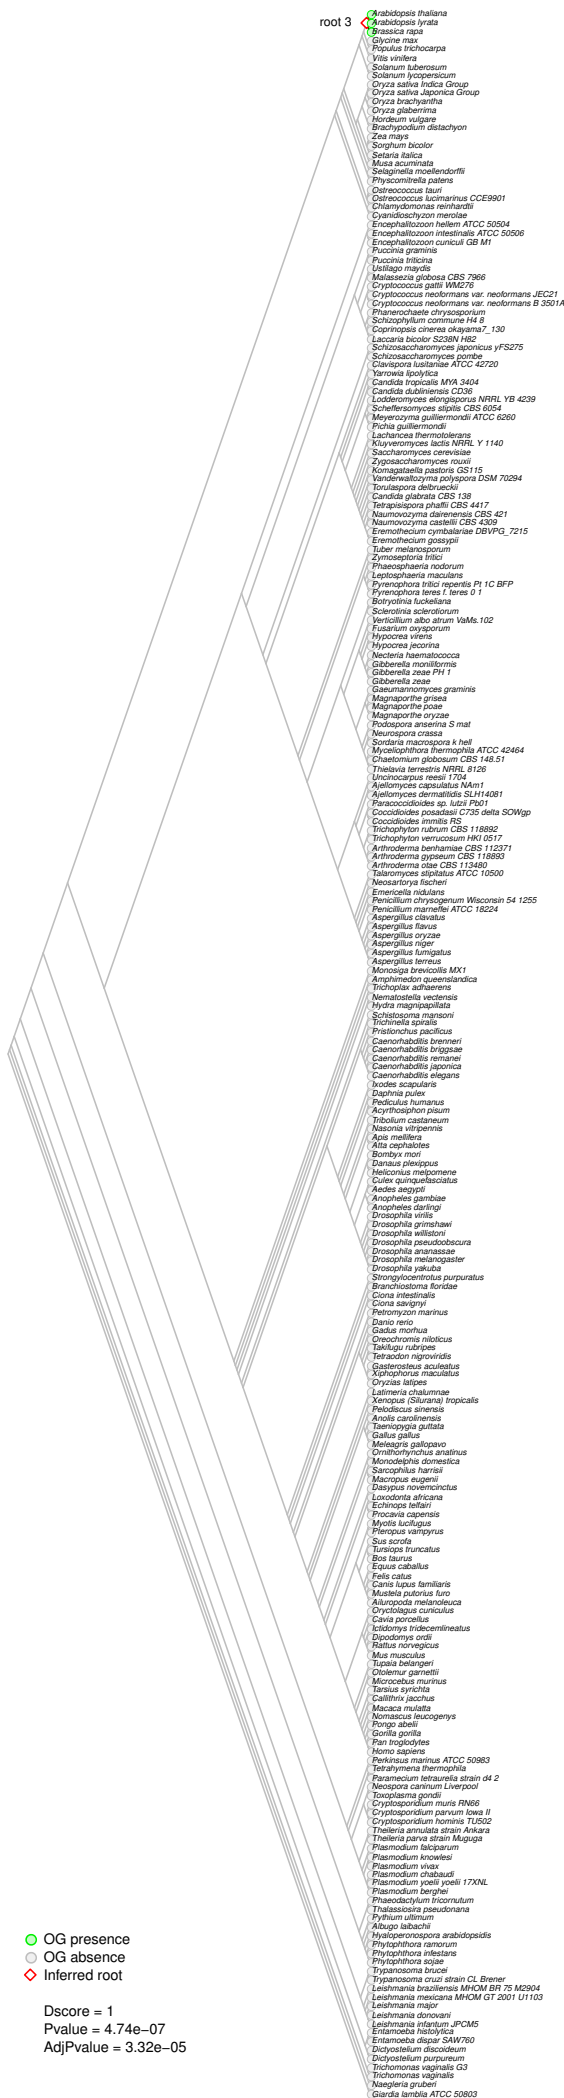 root 3
Arabidopsis thaliana
Arabidopsis lyrata
Brassica rapa
Glycine max
Populus trichocarpa
Vitis vinifera
Solanum tuberosum
Solanum lycopersicum
Oryza sativa Indica Group
Oryza sativa Japonica Group
Oryza brachyantha
Oryza glaberrima
Hordeum vulgare
Brachypodium distachyon
Zea mays
Sorghum bicolor
Setaria italica
Musa acuminata
Selaginella moellendorffii
Physcomitrella patens
Ostreococcus tauri
Ostreococcus lucimarinus CCE9901
Chlamydomonas reinhardtii
Cyanidioschyzon merolae
Encephalitozoon hellem ATCC 50504
Encephalitozoon intestinalis ATCC 50506
Encephalitozoon cuniculi GB M1
Puccinia graminis
Puccinia triticina
Ustilago maydis
Malassezia globosa CBS 7966
Cryptococcus gattii WM276
Cryptococcus neoformans var. neoformans JEC21
Cryptococcus neoformans var. neoformans B 3501A
Phanerochaete chrysosporium
Schizophyllum commune H4 8
Coprinopsis cinerea okayama7_130
Laccaria bicolor S238N H82
Schizosaccharomyces japonicus yFS275
Schizosaccharomyces pombe
Clavispora lusitaniae ATCC 42720
Yarrowia lipolytica
Candida tropicalis MYA 3404
Candida dubliniensis CD36
Lodderomyces elongisporus NRRL YB 4239
Scheffersomyces stipitis CBS 6054
Meyerozyma guilliermondii ATCC 6260
Pichia guilliermondii
Lachancea thermotolerans
Kluyveromyces lactis NRRL Y 1140
Saccharomyces cerevisiae
Zygosaccharomyces rouxii
Komagataella pastoris GS115
Vanderwaltozyma polyspora DSM 70294
Torulaspora delbrueckii
Candida glabrata CBS 138
Tetrapisispora phaffii CBS 4417
Naumovozyma dairenensis CBS 421
Naumovozyma castellii CBS 4309
Eremothecium cymbalariae DBVPG_7215
Eremothecium gossypii
Tuber melanosporum
Zymoseptoria tritici
Phaeosphaeria nodorum
Leptosphaeria maculans
Pyrenophora tritici repentis Pt 1C BFP
Pyrenophora teres f. teres 0 1
Botryotinia fuckeliana
Sclerotinia sclerotiorum
Verticillium albo atrum VaMs.102
Fusarium oxysporum
Hypocrea virens
Hypocrea jecorina
Necteria haematococca
Gibberella moniliformis
Gibberella zeae PH 1
Gibberella zeae
Gaeumannomyces graminis
Magnaporthe grisea
Magnaporthe poae
Magnaporthe oryzae
Podospora anserina S mat
Neurospora crassa
Sordaria macrospora k hell
Myceliophthora thermophila ATCC 42464
Chaetomium globosum CBS 148.51
Thielavia terrestris NRRL 8126
Uncinocarpus reesii 1704
Ajellomyces capsulatus NAm1
Ajellomyces dermatitidis SLH14081
Paracoccidioides sp. lutzii Pb01
Coccidioides posadasii C735 delta SOWgp
Coccidioides immitis RS
Trichophyton rubrum CBS 118892
Trichophyton verrucosum HKI 0517
Arthroderma benhamiae CBS 112371
Arthroderma gypseum CBS 118893
Arthroderma otae CBS 113480
Talaromyces stipitatus ATCC 10500
Neosartorya fischeri
Emericella nidulans
Penicillium chrysogenum Wisconsin 54 1255
Penicillium marneffei ATCC 18224
Aspergillus clavatus
Aspergillus flavus
Aspergillus oryzae
Aspergillus niger
Aspergillus fumigatus
Aspergillus terreus
Monosiga brevicollis MX1
Amphimedon queenslandica
Trichoplax adhaerens
Nematostella vectensis
Hydra magnipapillata
Schistosoma mansoni
Trichinella spiralis
Pristionchus pacificus
Caenorhabditis brenneri
Caenorhabditis briggsae
Caenorhabditis remanei
Caenorhabditis japonica
Caenorhabditis elegans
Ixodes scapularis
Daphnia pulex
Pediculus humanus
Acyrthosiphon pisum
Tribolium castaneum
Nasonia vitripennis
Apis mellifera
Atta cephalotes
Bombyx mori
Danaus plexippus
Heliconius melpomene
Culex quinquefasciatus
Aedes aegypti
Anopheles gambiae
Anopheles darlingi
Drosophila virilis
Drosophila grimshawi
Drosophila willistoni
Drosophila pseudoobscura
Drosophila ananassae
Drosophila melanogaster
Drosophila yakuba
Strongylocentrotus purpuratus
Branchiostoma floridae
Ciona intestinalis
Ciona savignyi
Petromyzon marinus
Danio rerio
Gadus morhua
Oreochromis niloticus
Takifugu rubripes
Tetraodon nigroviridis
Gasterosteus aculeatus
Xiphophorus maculatus
Oryzias latipes
Latimeria chalumnae
Xenopus (Silurana) tropicalis
Pelodiscus sinensis
Anolis carolinensis
Taeniopygia guttata
Gallus gallus
Meleagris gallopavo
Ornithorhynchus anatinus
Monodelphis domestica
Sarcophilus harrisii
Macropus eugenii
Dasypus novemcinctus
Loxodonta africana
Echinops telfairi
Procavia capensis
Myotis lucifugus
Pteropus vampyrus
Sus scrofa
Tursiops truncatus
Bos taurus
Equus caballus
Felis catus
Canis lupus familiaris
Mustela putorius furo
Ailuropoda melanoleuca
Oryctolagus cuniculus
Cavia porcellus
Ictidomys tridecemlineatus
Dipodomys ordii
Rattus norvegicus
Mus musculus
Tupaia belangeri
Otolemur garnettii
Microcebus murinus
Tarsius syrichta
Callithrix jacchus
Macaca mulatta
Nomascus leucogenys
Pongo abelii
Gorilla gorilla
Pan troglodytes
Homo sapiens
Perkinsus marinus ATCC 50983
Tetrahymena thermophila
Paramecium tetraurelia strain d4 2
Neospora caninum Liverpool
Toxoplasma gondii
Cryptosporidium muris RN66
Cryptosporidium parvum Iowa II
Cryptosporidium hominis TU502
Theileria annulata strain Ankara
Theileria parva strain Muguga
Plasmodium falciparum
Plasmodium knowlesi
Plasmodium vivax
Plasmodium chabaudi
Plasmodium yoelii yoelii 17XNL
Plasmodium berghei
Phaeodactylum tricornutum
Thalassiosira pseudonana
Pythium ultimum
Albugo laibachii
Hyaloperonospora arabidopsidis
Phytophthora ramorum
Phytophthora infestans
Phytophthora sojae
Trypanosoma brucei
Trypanosoma cruzi strain CL Brener
Leishmania braziliensis MHOM BR 75 M2904
Leishmania mexicana MHOM GT 2001 U1103
Leishmania major
Leishmania donovani
Leishmania infantum JPCM5
Entamoeba histolytica
Entamoeba dispar SAW760
Dictyostelium discoideum
Dictyostelium purpureum
Trichomonas vaginalis G3
Trichomonas vaginalis
Naegleria gruberi
Giardia lamblia ATCC 50803
OG presence
OG absence
Inferred root
Dscore = 1
Pvalue = 4.74e−07
AdjPvalue = 3.32e−05